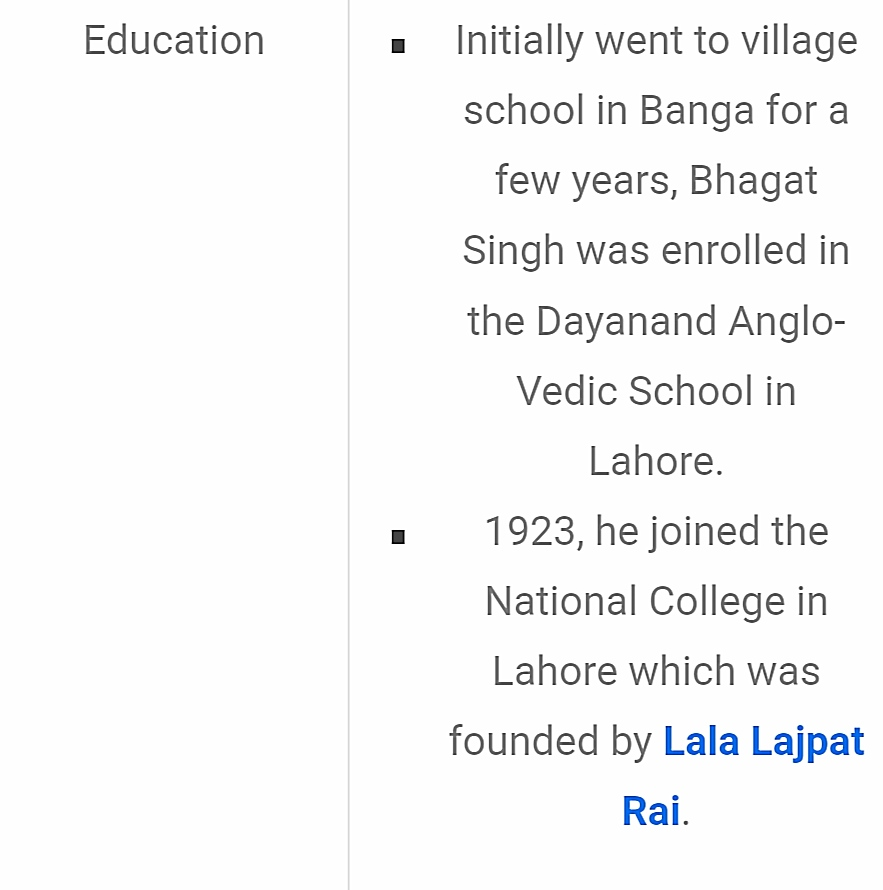 Education
▪ Initially went to village
school in Banga for a
few years, Bhagat
Singh was enrolled in
the Dayanand Anglo-
Vedic School in
Lahore.
▪ 1923, he joined the
National College in
Lahore which was
founded by Lala Lajpat
Rai.